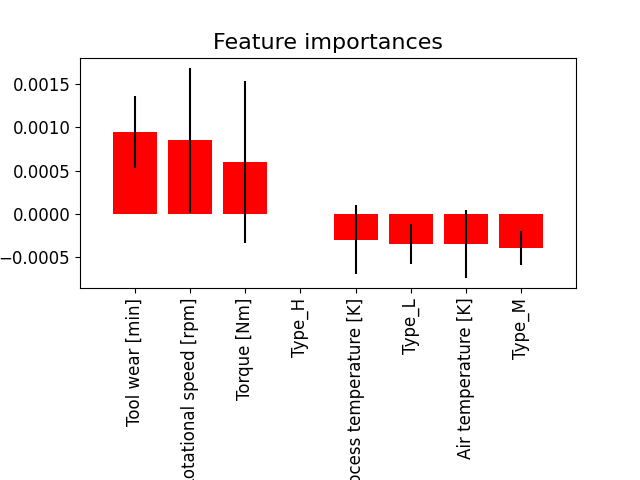 Feature importances
0.0015
0.0010
0.0005
0.0000
−0.0005
Tool wear [min]
otational speed [rpm]
Torque [Nm]
Type_H
ocess temperature [K]
Type_L
Air temperature [K]
Type_M